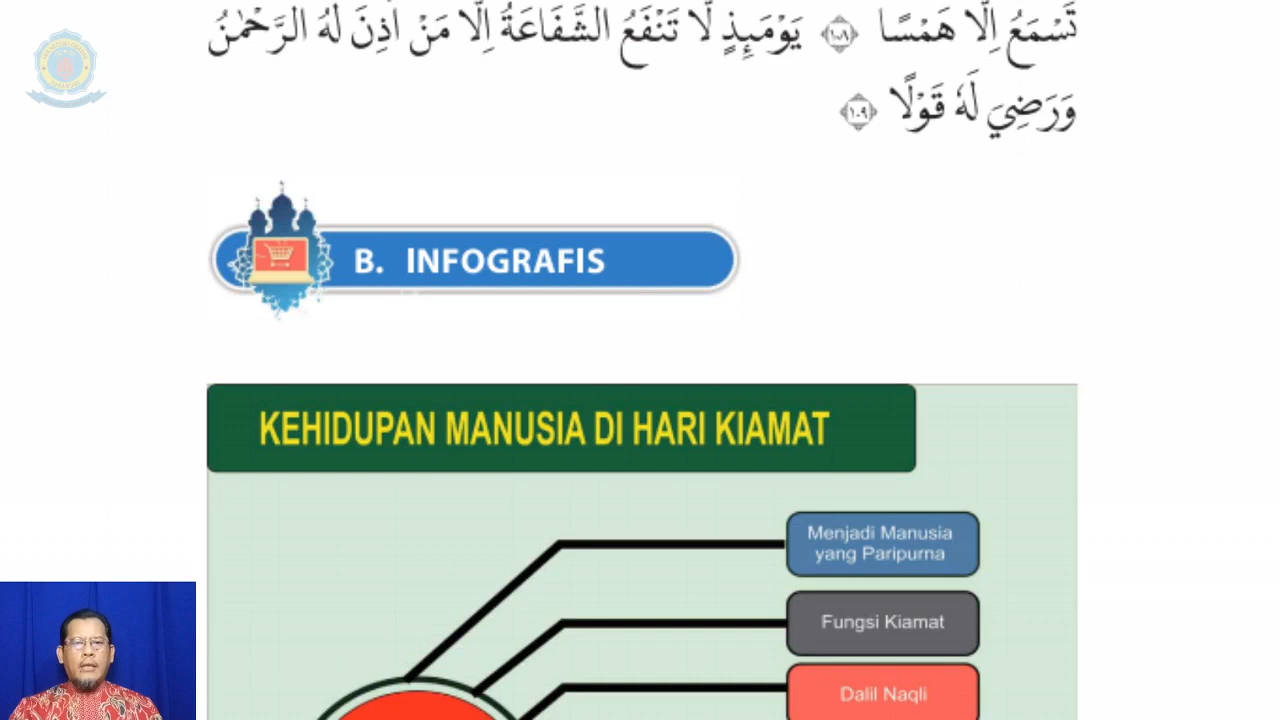 تَسْمَعُ اِلَّا هَمْسًا ١٠٨ يَوْمَىِٕذٍ لَّا تَنْفَعُ الشَّفَاعَةُ اِلَّا مَنْ اَذِنَ لَهُ الرَّحْمٰنُ
وَرَضِيَ لَهٗ قَوْلًا ١٠٩
B. INFOGRAFIS
KEHIDUPAN MANUSIA DI HARI KIAMAT
Menjadi Manusia
yang Paripurna
Fungsi Kiamat
Dalil Naqli